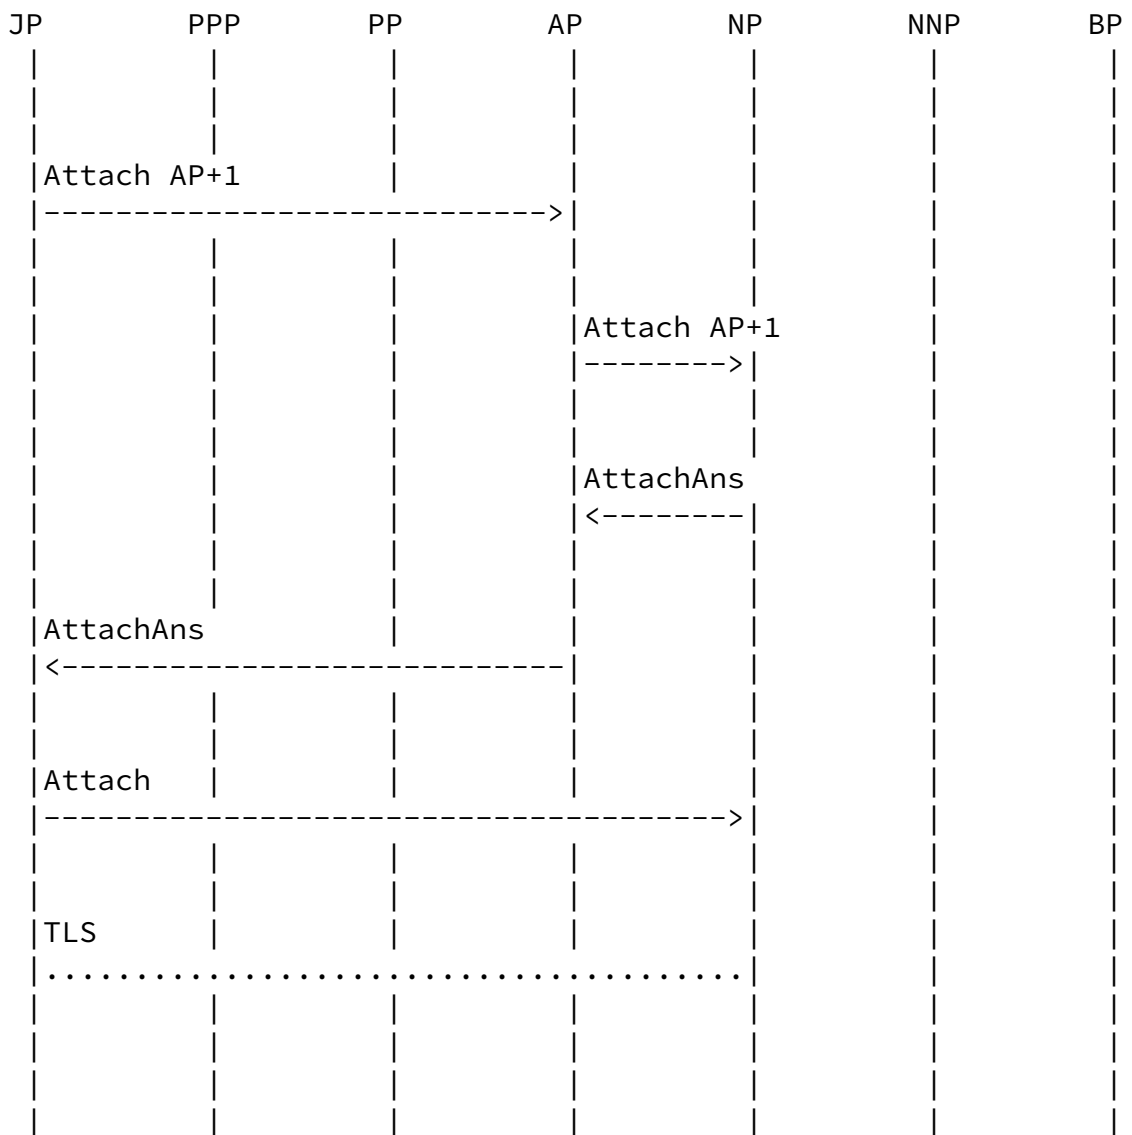 JP PPP PP AP NP NNP BP
Attach AP+1
Attach AP+1
AttachAns
AttachAns
Attach
TLS